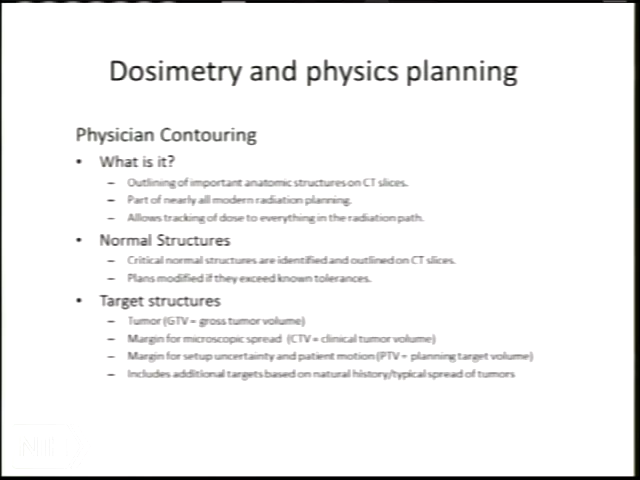 Dosimetry and physics planning
Physician Contouring
• What is it?
– Outlining of important anatomic structures on CT slices.
– Part of nearly all modern radiation planning.
– Allows tracking of dose to everything in the radiation path.
• Normal Structures
– Critical normal structures are identified and outlined on CT slices.
– Plans modified if they exceed known tolerances.
• Target structures
– Tumor (GTV = gross tumor volume)
– Margin for microscopic spread (CTV = clinical tumor volume)
– Margin for setup uncertainty and patient motion (PTV = planning target volume)
– Includes additional targets based on natural history/typical spread of tumors